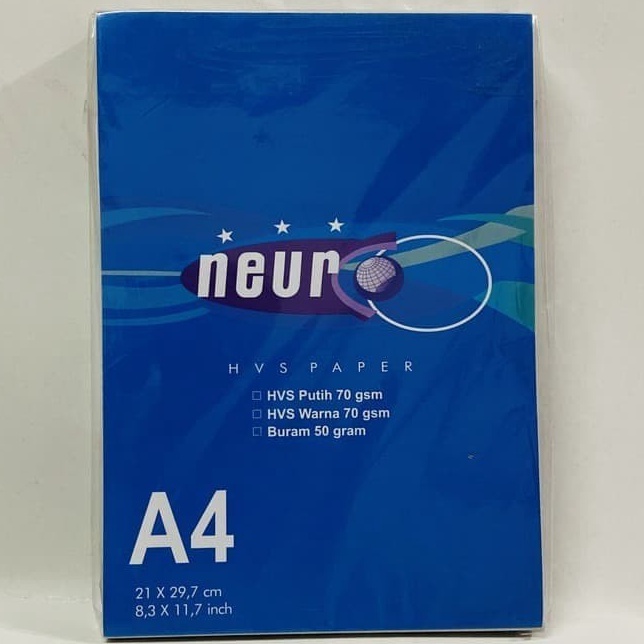 neuro
HVS PAPER
HVS Putih 70 gsm
HVS Warna 70 gsm
Buram 50 gram
A4
21 X 29,7 cm
8,3 X 11,7 inch